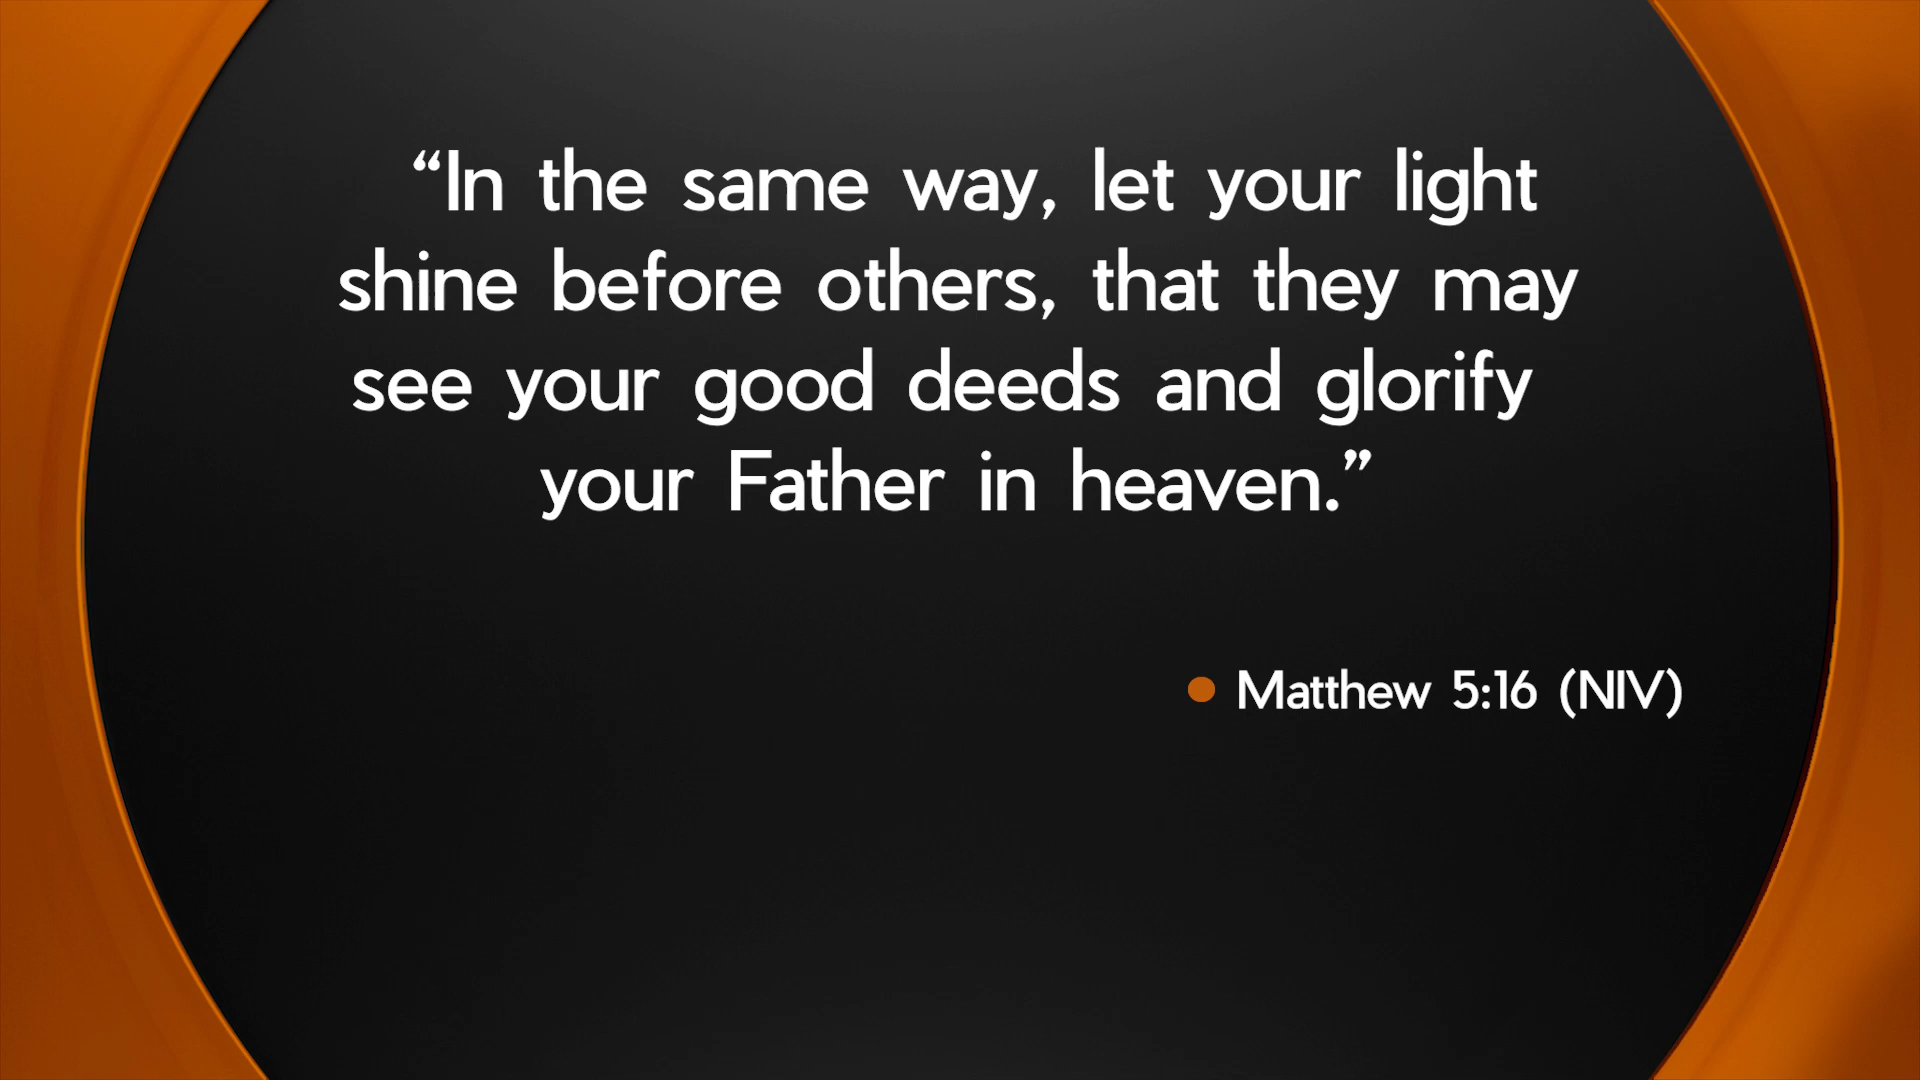 “In the same way, let your light
shine before others, that they may
see your good deeds and glorify
your Father in heaven.”
Matthew 5:16 (NIV)